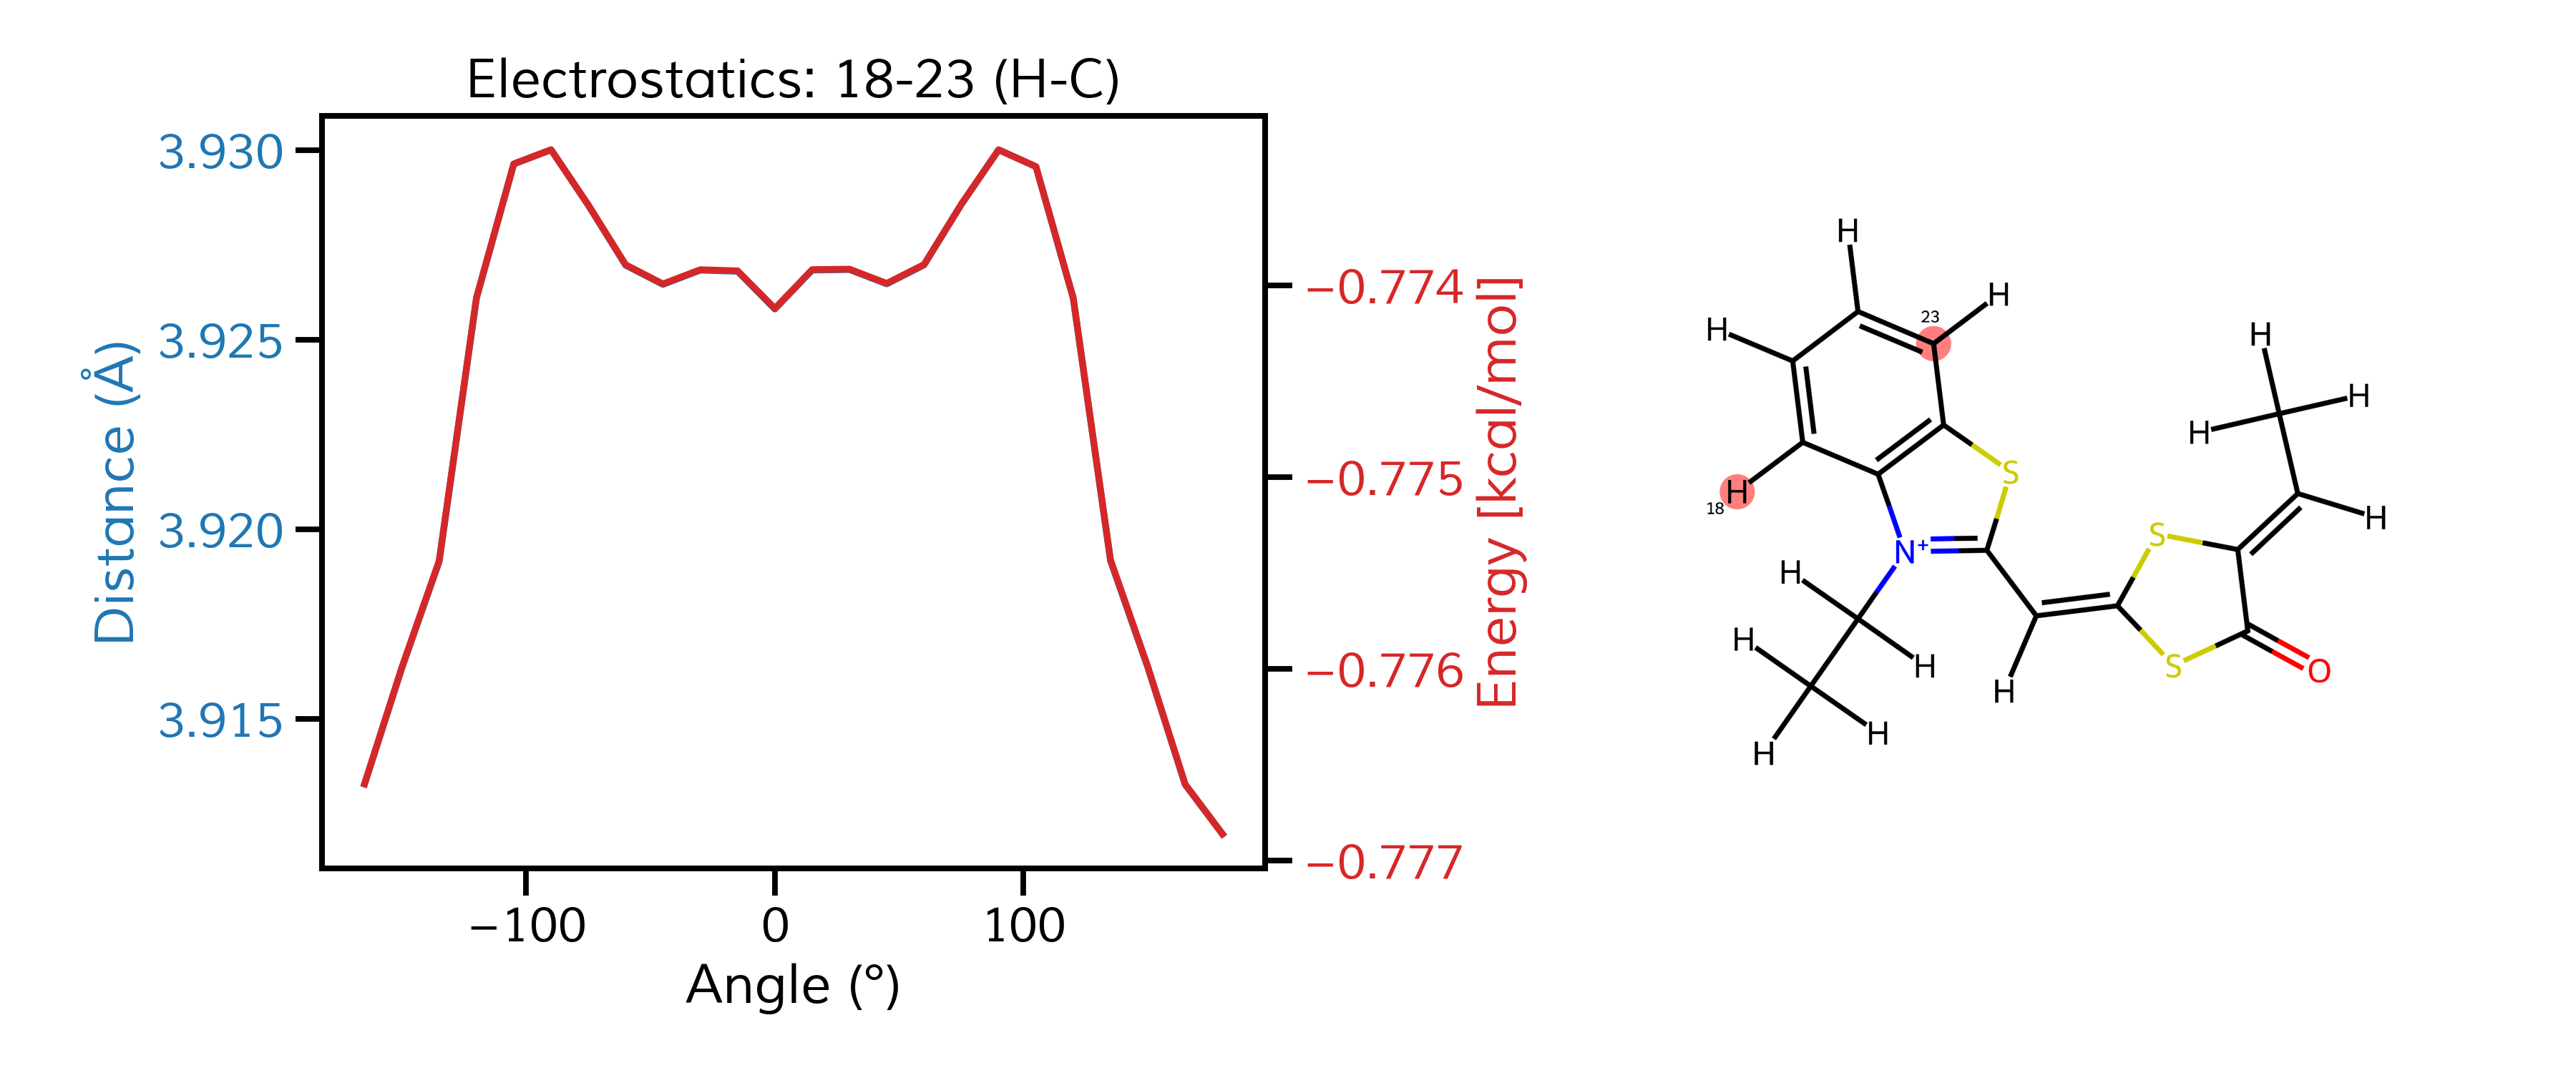 Electrostatics: 18-23 (H-C)
3.930
3.925
3.920
3.915
Distance (Å)
−100
0
100
Angle (°)
−0.774
−0.775
−0.776
−0.777
Energy [kcal/mol]
H
H
23
H
H
H
H
H
18
S
H
S
N⁺
H
H
H
S
O
H
H
H